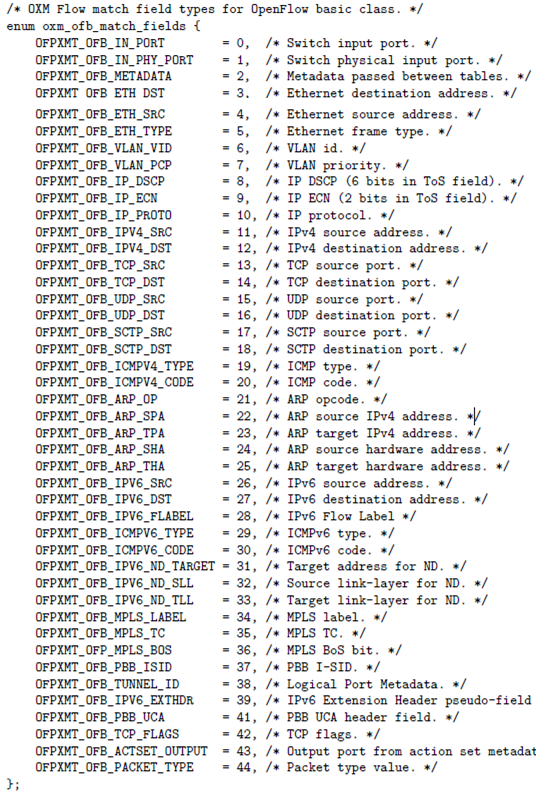 /* OXM Flow match field types for OpenFlow basic class. */
enum oxm_ofb_match_fields {
OFPXMT_OFB_IN_PORT = 0, /* Switch input port. */
OFPXMT_OFB_IN_PHY_PORT = 1, /* Switch physical input port. */
OFPXMT_OFB_METADATA = 2, /* Metadata passed between tables. */
OFPXMT OFB ETH DST = 3, /* Ethernet destination address. */
OFPXMT_OFB_ETH_SRC = 4, /* Ethernet source address. */
OFPXMT_OFB_ETH_TYPE = 5, /* Ethernet frame type. */
OFPXMT_OFB_VLAN_VID = 6, /* VLAN id. */
OFPXMT_OFB_VLAN_PCP = 7, /* VLAN priority. */
OFPXMT_OFB_IP_DSCP = 8, /* IP DSCP (6 bits in ToS field). */
OFPXMT_OFB_IP_ECN = 9, /* IP ECN (2 bits in ToS field). */
OFPXMT_OFB_IP_PROTO = 10, /* IP protocol. */
OFPXMT_OFB_IPV4_SRC = 11, /* IPv4 source address. */
OFPXMT_OFB_IPV4_DST = 12, /* IPv4 destination address. */
OFPXMT_OFB_TCP_SRC = 13, /* TCP source port. */
OFPXMT_OFB_TCP_DST = 14, /* TCP destination port. */
OFPXMT_OFB_UDP_SRC = 15, /* UDP source port. */
OFPXMT_OFB_UDP_DST = 16, /* UDP destination port. */
OFPXMT_OFB_SCTP_SRC = 17, /* SCTP source port. */
OFPXMT_OFB_SCTP_DST = 18, /* SCTP destination port. */
OFPXMT_OFB_ICMPV4_TYPE = 19, /* ICMP type. */
OFPXMT_OFB_ICMPV4_CODE = 20, /* ICMP code. */
OFPXMT_OFB_ARP_OP = 21, /* ARP opcode. */
OFPXMT_OFB_ARP_SPA = 22, /* ARP source IPv4 address. */
OFPXMT_OFB_ARP_TPA = 23, /* ARP target IPv4 address. */
OFPXMT_OFB_ARP_SHA = 24, /* ARP source hardware address. */
OFPXMT_OFB_ARP_THA = 25, /* ARP target hardware address. */
OFPXMT_OFB_IPV6_SRC = 26, /* IPv6 source address. */
OFPXMT_OFB_IPV6_DST = 27, /* IPv6 destination address. */
OFPXMT_OFB_IPV6_FLABEL = 28, /* IPv6 Flow Label */
OFPXMT_OFB_ICMPV6_TYPE = 29, /* ICMPv6 type. */
OFPXMT_OFB_ICMPV6_CODE = 30, /* ICMPv6 code. */
OFPXMT_OFB_IPV6_ND_TARGET = 31, /* Target address for ND. */
OFPXMT_OFB_IPV6_ND_SLL = 32, /* Source link-layer for ND. */
OFPXMT_OFB_IPV6_ND_TLL = 33, /* Target link-layer for ND. */
OFPXMT_OFB_MPLS_LABEL = 34, /* MPLS label. */
OFPXMT_OFB_MPLS_TC = 35, /* MPLS TC. */
OFPXMT_OFP_MPLS_BOS = 36, /* MPLS BoS bit. */
OFPXMT_OFB_PBB_ISID = 37, /* PBB I-SID. */
OFPXMT_OFB_TUNNEL_ID = 38, /* Logical Port Metadata. */
OFPXMT_OFB_IPV6_EXTHDR = 39, /* IPv6 Extension Header pseudo-field
OFPXMT_OFB_PBB_UCA = 41, /* PBB UCA header field. */
OFPXMT_OFB_TCP_FLAGS = 42, /* TCP flags. */
OFPXMT_OFB_ACTSET_OUTPUT = 43, /* Output port from action set metadat
OFPXMT_OFB_PACKET_TYPE = 44, /* Packet type value. */
};